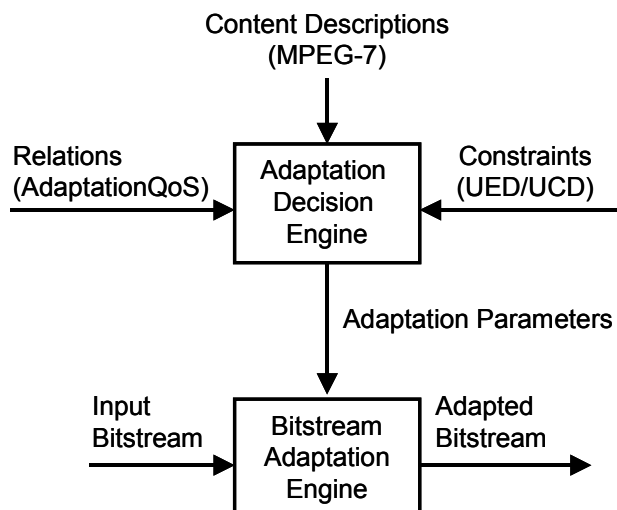 Content Descriptions
(MPEG-7)
Relations
(AdaptationQoS)
Adaptation
Decision
Engine
Constraints
(UED/UCD)
Adaptation Parameters
Input
Bitstream
Bitstream
Adaptation
Engine
Adapted
Bitstream